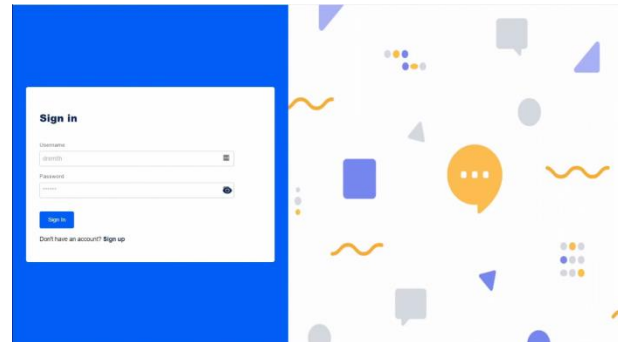 Sign in
Username
Password
Sign In
Don't have an account? Sign up